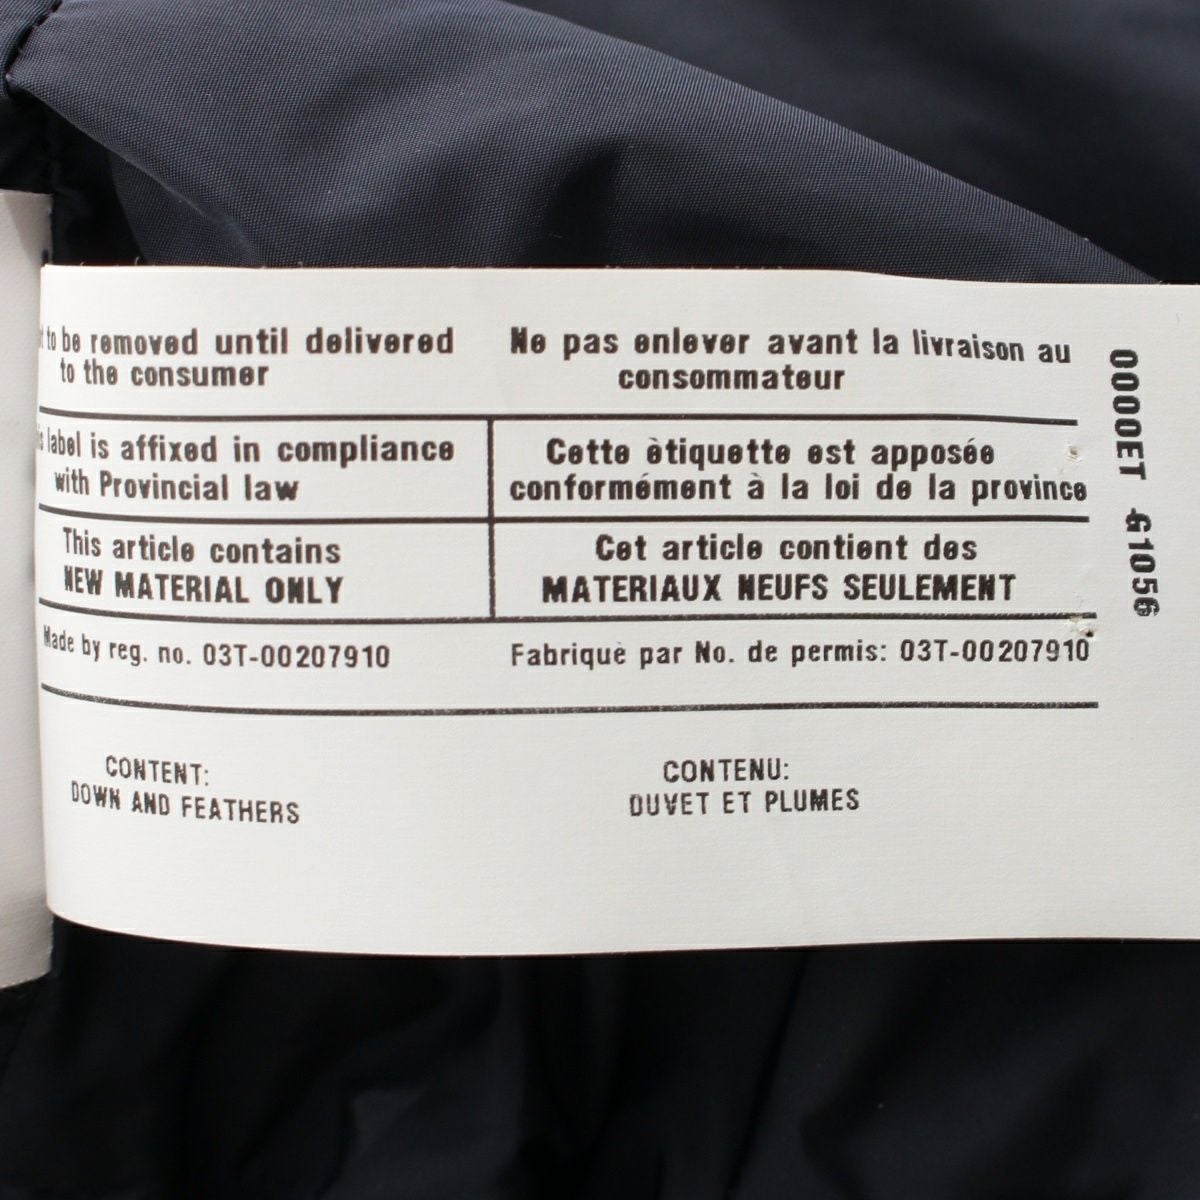 to be removed until delivered
to the consumer
Ne pas enlever avant la livraison au
consommateur
label is affixed in compliance
with Provincial law
Cette ètiquette est apposée
conformément à la loi de la province
This article contains
NEW MATERIAL ONLY
Cet article contient des
MATERIAUX NEUFS SEULEMENT
Made by reg. no. 03T-00207910
Fabriquè par No. de permis: 03T-00207910
CONTENT:
DOWN AND FEATHERS
CONTENU:
DUVET ET PLUMES
0000ET G1056